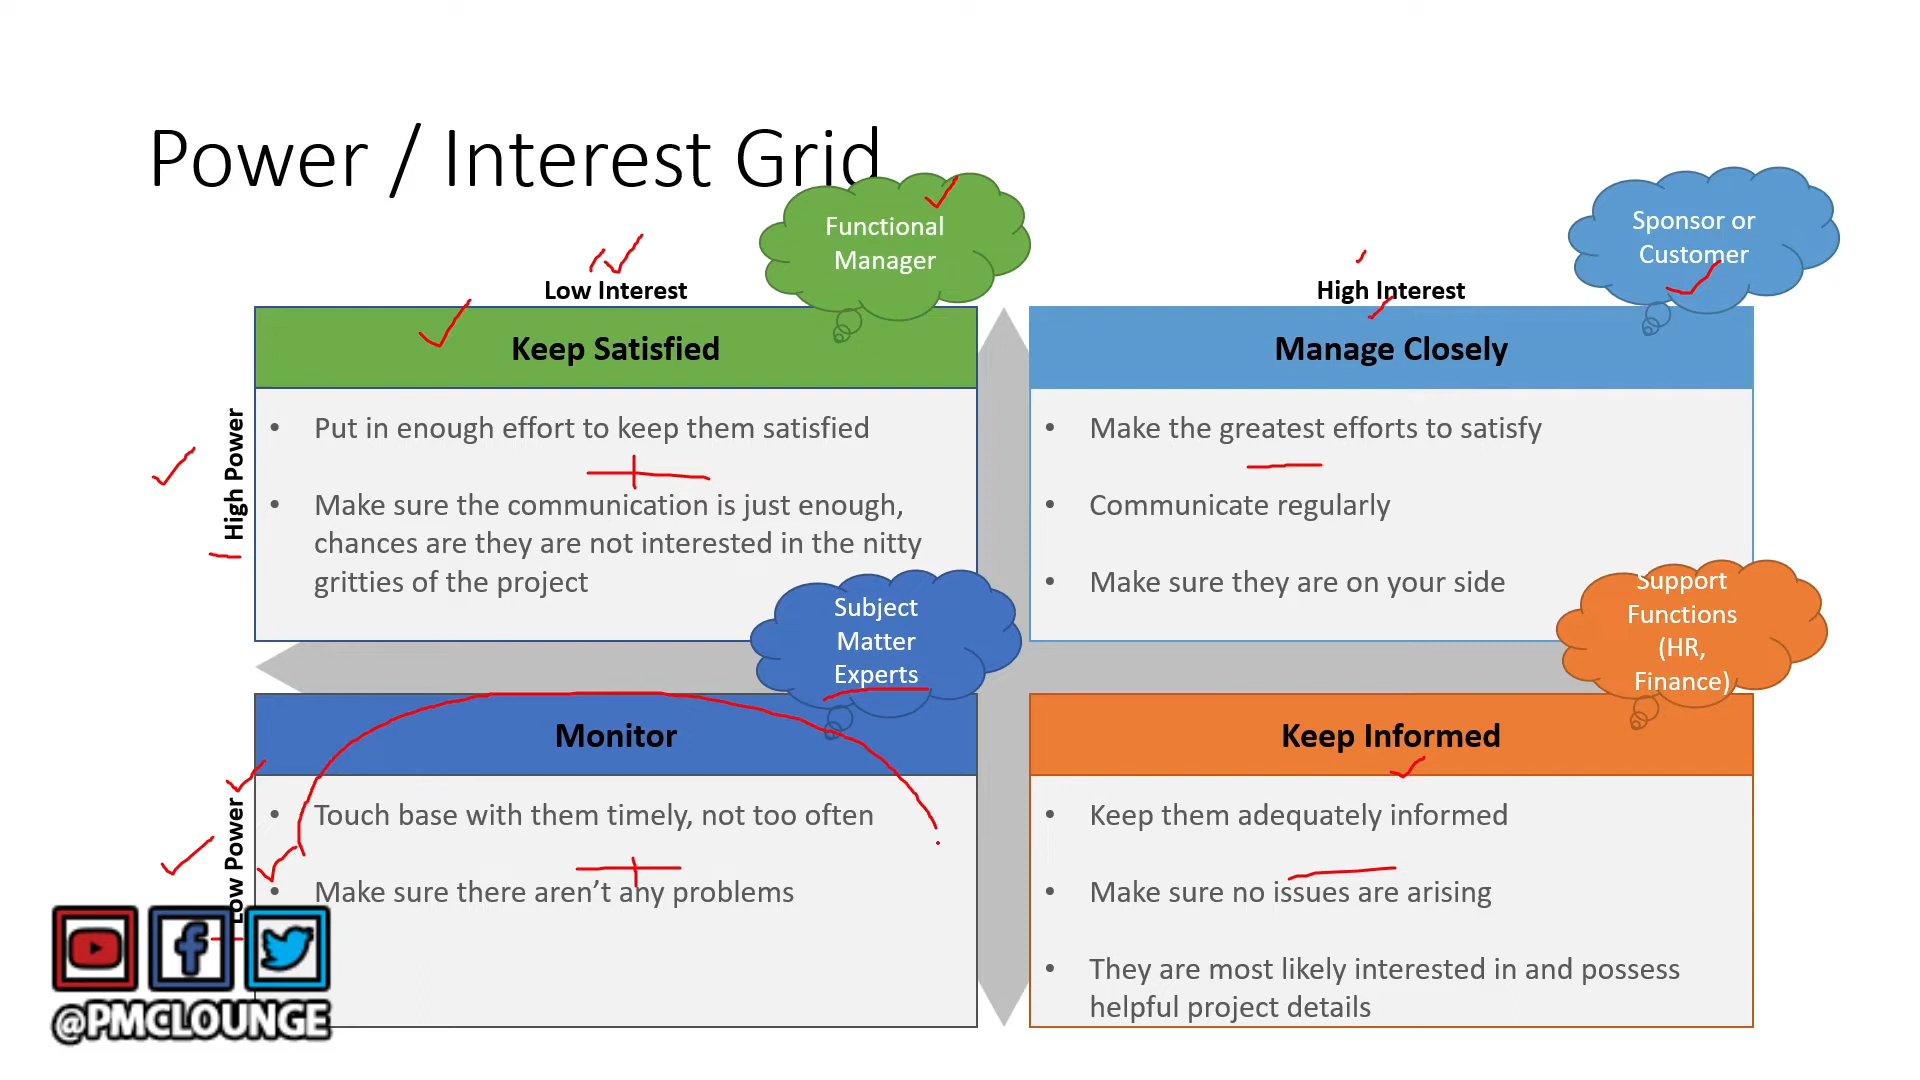 Power / Interest Grid
Functional
Manager
Sponsor or
Customer
Low Interest
High Interest
High Power
Keep Satisfied
• Put in enough effort to keep them satisfied
• Make sure the communication is just enough,
chances are they are not interested in the nitty
gritties of the project
Manage Closely
• Make the greatest efforts to satisfy
• Communicate regularly
• Make sure they are on your side
Subject
Matter
Experts
Support
Functions
(HR,
Finance)
Low Power
Monitor
• Touch base with them timely, not too often
• Make sure there aren’t any problems
Keep Informed
• Keep them adequately informed
• Make sure no issues are arising
• They are most likely interested in and possess
helpful project details
@PMCLOUNGE